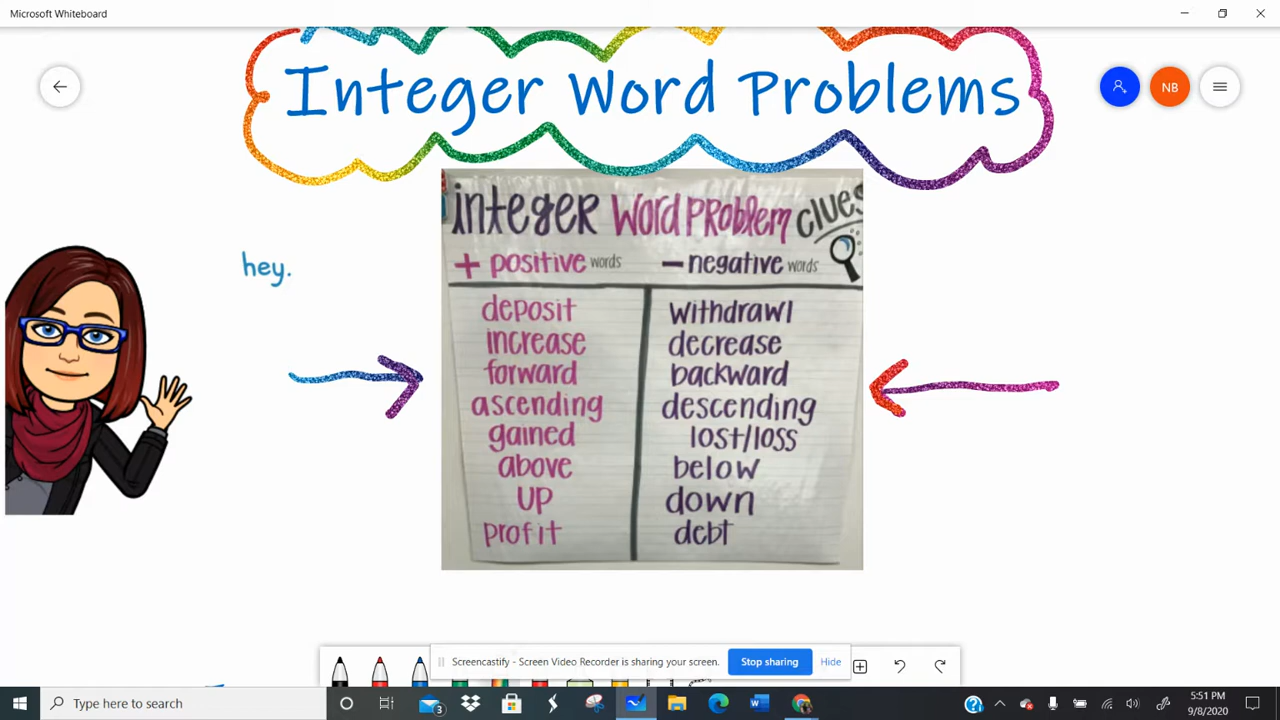 Microsoft Whiteboard
Integer Word Problems
NB
hey.
integer Word Problem clues
+ positive words
- negative words
deposit withdrawl
increase decrease
forward backward
ascending descending
gained lost/loss
above below
UP down
profit debt
Screencastify - Screen Video Recorder is sharing your screen. Stop sharing Hide
Type here to search
3
5:51 PM
9/8/2020